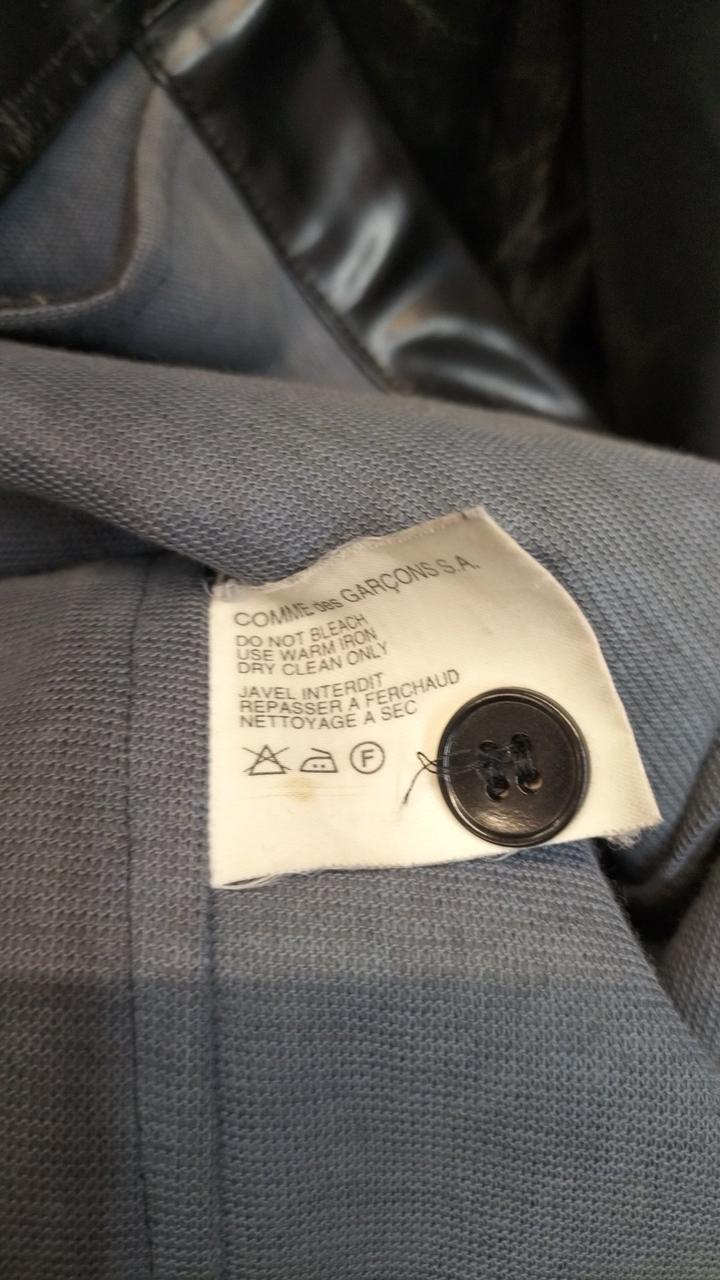 COMME des GARÇONS S.A.
DO NOT BLEACH
USE WARM IRON
DRY CLEAN ONLY
JAVEL INTERDIT
REPASSER A FERCHAUD
NETTOYAGE A SEC
F